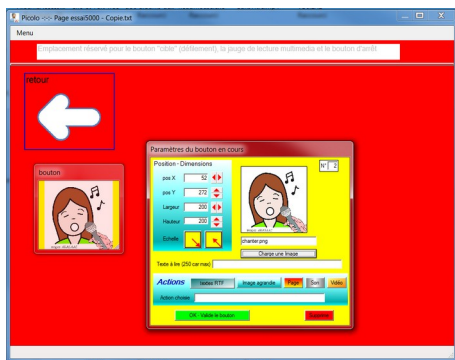 Picolo ->>- Page essai5000 - Copie.txt
Menu
Emplacement réservé pour le bouton "cible" (défilement), la plage de lecture multimedia et le bouton d'arrêt
retour
bouton
Paramètres du bouton en cours
Position - Dimensions
N° 2
pos X 52
pos Y 272
Largeur 200
Hauteur 200
Echelle
chanter.png
Charge une Image
Texte à lire (250 car max)
Actions textes RTF Image agrandie Page Son Vidéo
Action choisie
OK - Valide le bouton
Supprime